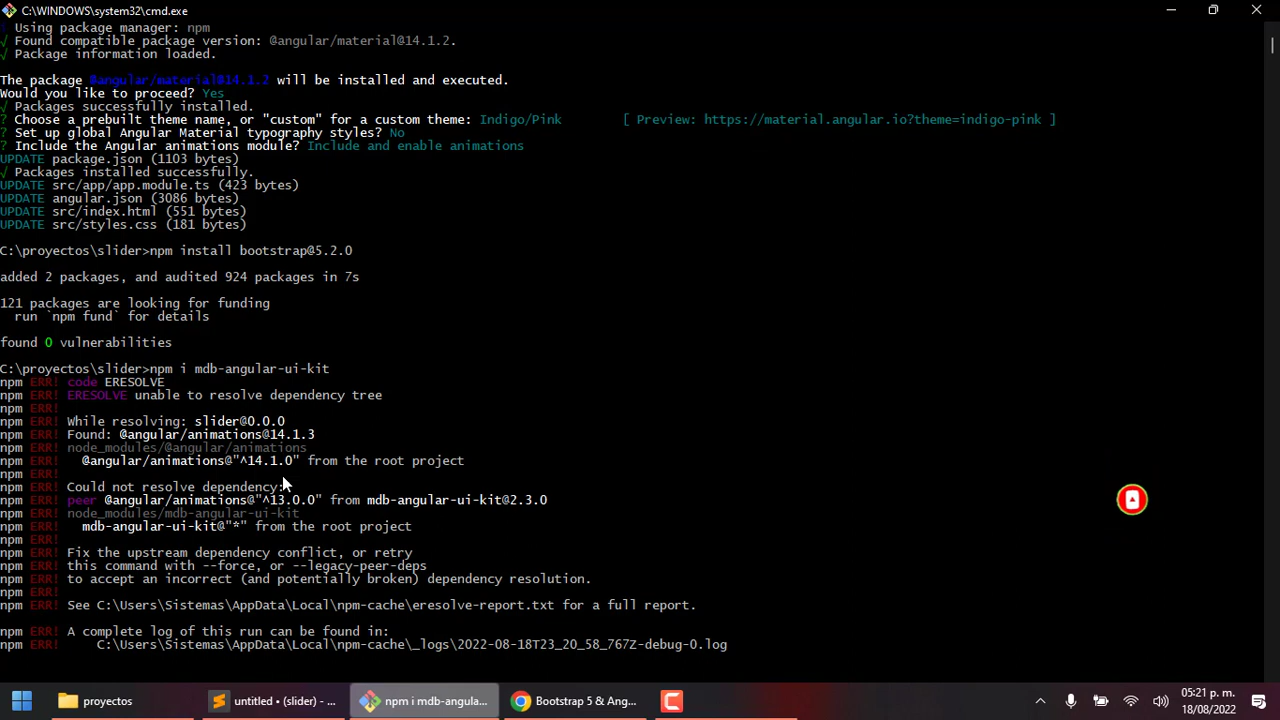 C:\WINDOWS\system32\cmd.exe
Using package manager: npm
√ Found compatible package version: @angular/material@14.1.2.
√ Package information loaded.
The package @angular/material@14.1.2 will be installed and executed.
Would you like to proceed? Yes
√ Packages successfully installed.
? Choose a prebuilt theme name, or "custom" for a custom theme: Indigo/Pink [ Preview: https://material.angular.io?theme=indigo-pink ]
? Set up global Angular Material typography styles? No
? Include the Angular animations module? Include and enable animations
UPDATE package.json (1103 bytes)
√ Packages installed successfully.
UPDATE src/app/app.module.ts (423 bytes)
UPDATE angular.json (3086 bytes)
UPDATE src/index.html (551 bytes)
UPDATE src/styles.css (181 bytes)
C:\proyectos\slider>npm install bootstrap@5.2.0
added 2 packages, and audited 924 packages in 7s
121 packages are looking for funding
run `npm fund` for details
found 0 vulnerabilities
C:\proyectos\slider>npm i mdb-angular-ui-kit
npm ERR! code ERESOLVE
npm ERR! ERESOLVE unable to resolve dependency tree
npm ERR!
npm ERR! While resolving: slider@0.0.0
npm ERR! Found: @angular/animations@14.1.3
npm ERR! node_modules/@angular/animations
npm ERR! @angular/animations@"^14.1.0" from the root project
npm ERR!
npm ERR! Could not resolve dependency:
npm ERR! peer @angular/animations@"^13.0.0" from mdb-angular-ui-kit@2.3.0
npm ERR! node_modules/mdb-angular-ui-kit
npm ERR! mdb-angular-ui-kit@"*" from the root project
npm ERR!
npm ERR! Fix the upstream dependency conflict, or retry
npm ERR! this command with --force, or --legacy-peer-deps
npm ERR! to accept an incorrect (and potentially broken) dependency resolution.
npm ERR!
npm ERR! See C:\Users\Sistemas\AppData\Local\npm-cache\eresolve-report.txt for a full report.
npm ERR! A complete log of this run can be found in:
npm ERR! C:\Users\Sistemas\AppData\Local\npm-cache\_logs\2022-08-18T23_20_58_767Z-debug-0.log
proyectos
untitled • (slider) - ...
npm i mdb-angula...
Bootstrap 5 & Ang...
05:21 p. m.
18/08/2022